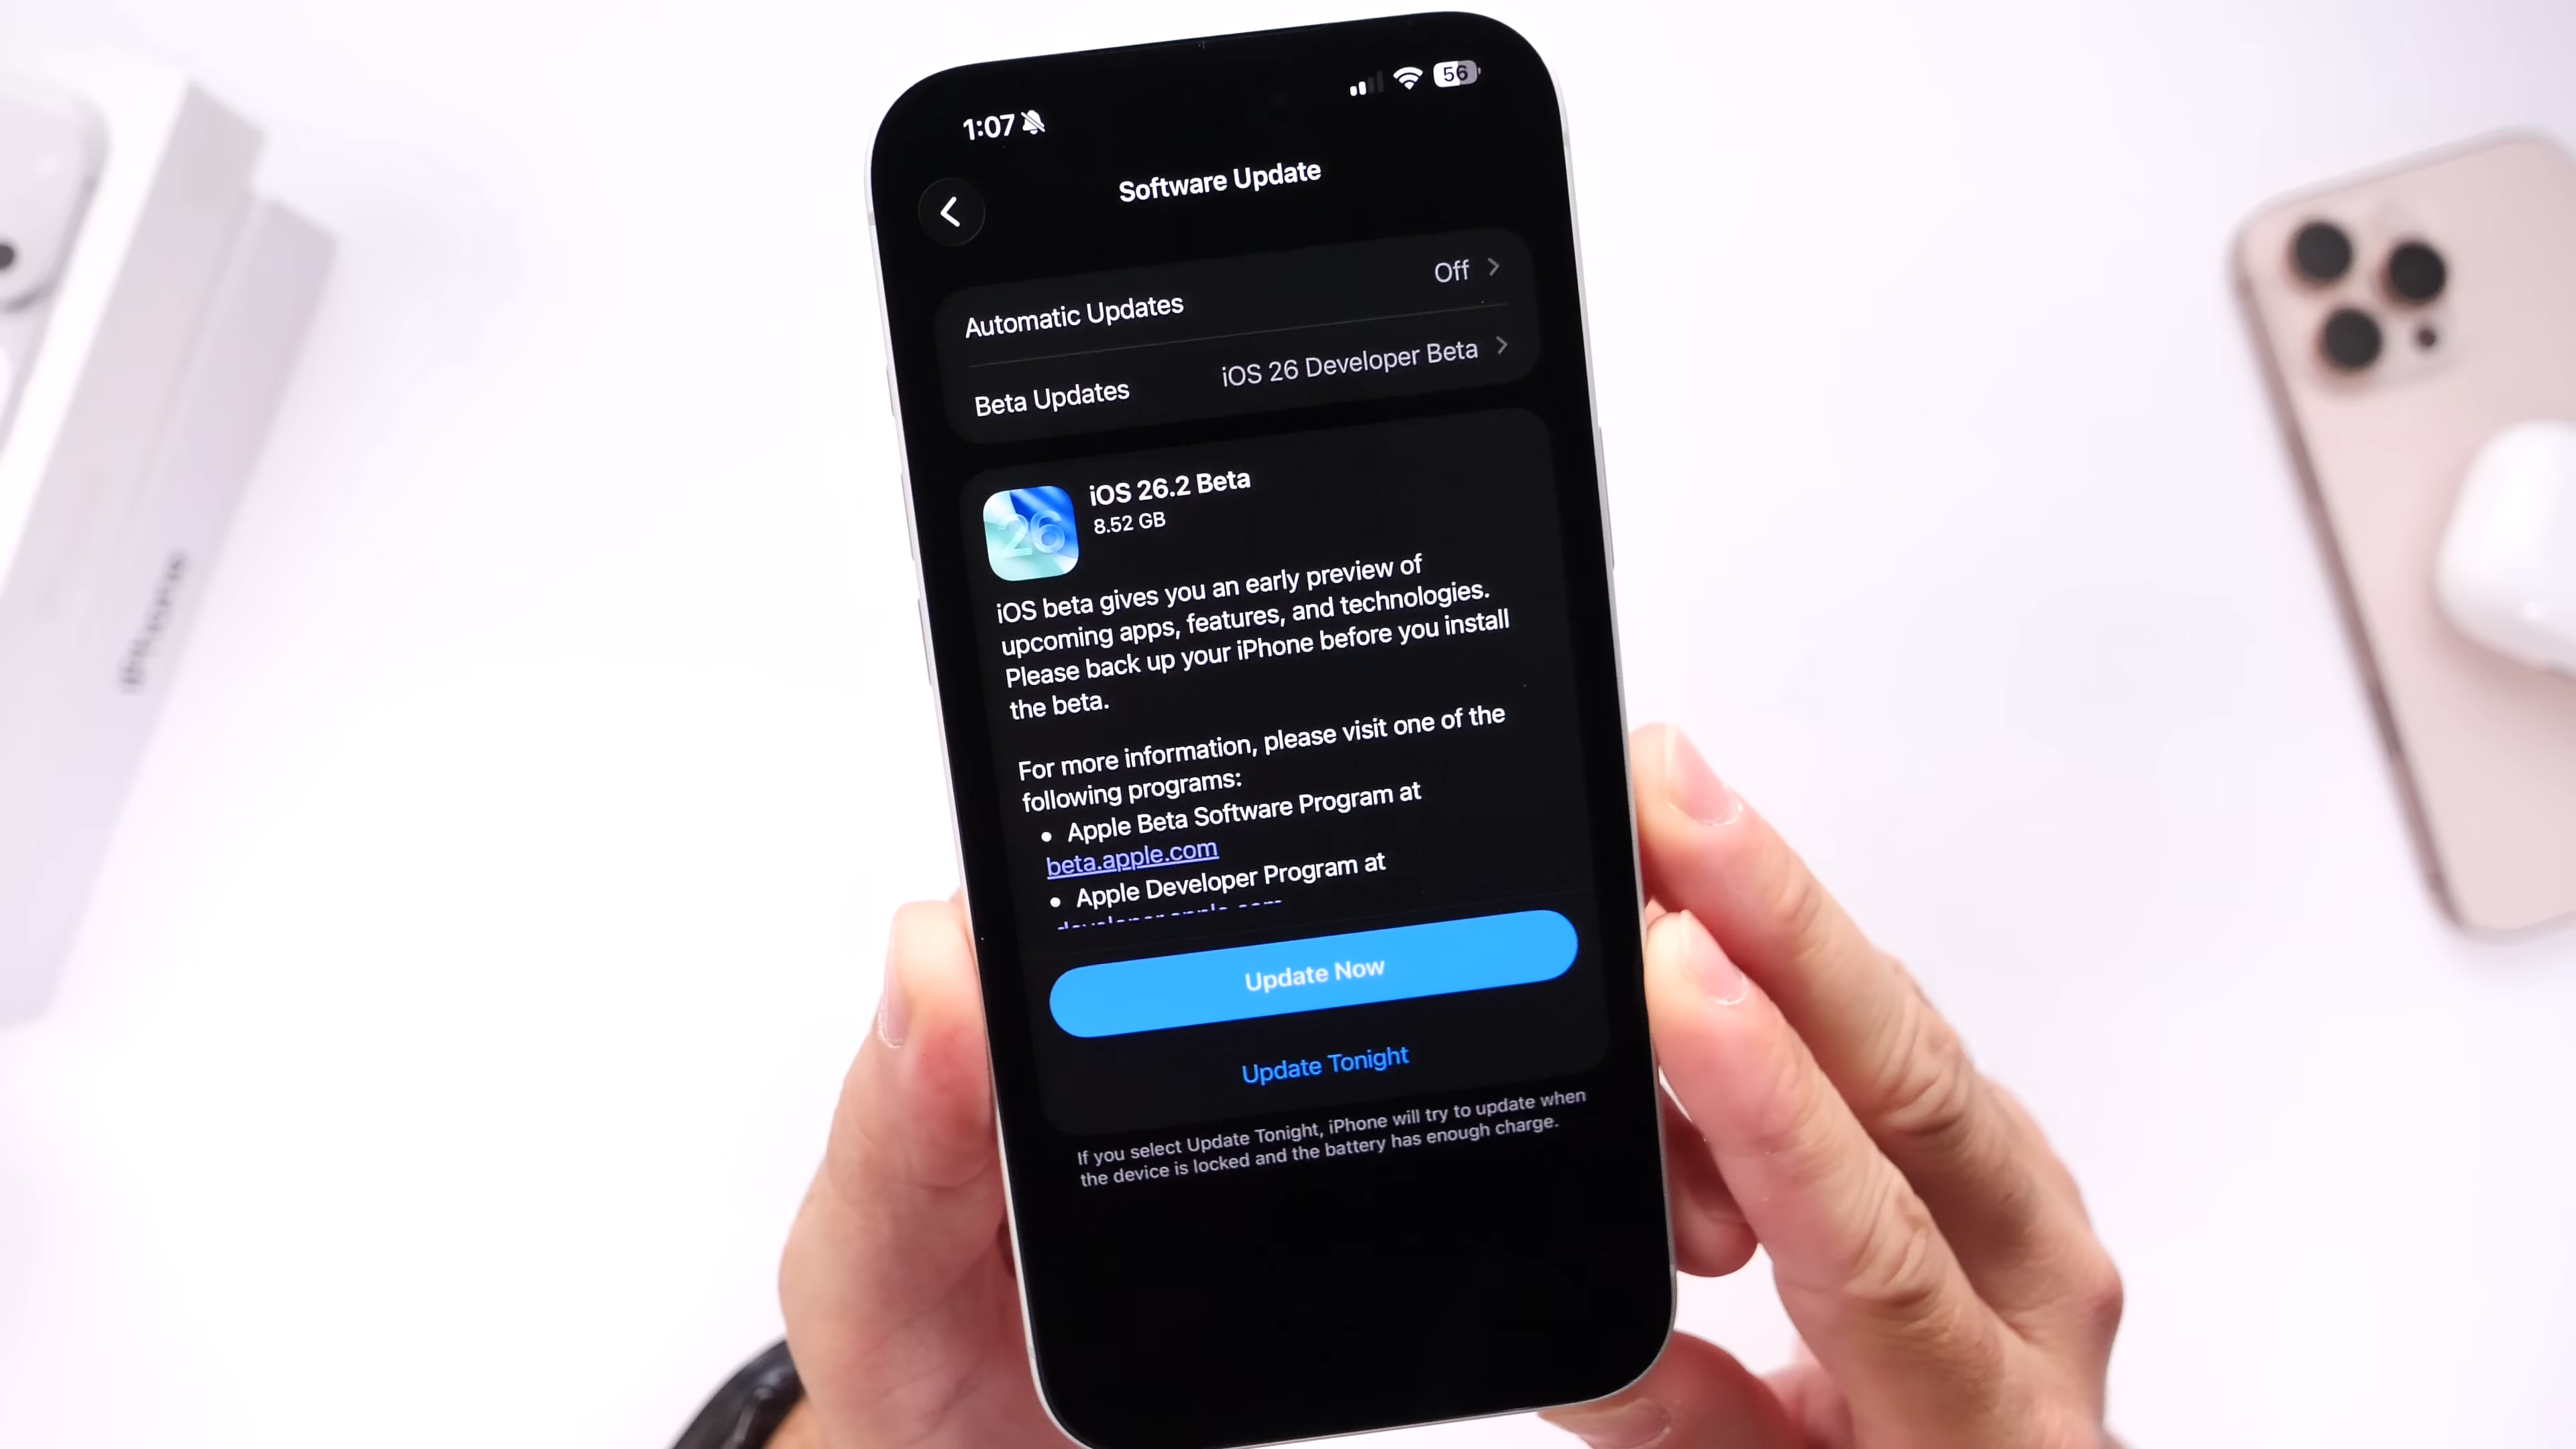 1:07
56
Software Update
Automatic Updates Off
Beta Updates iOS 26 Developer Beta
26
iOS 26.2 Beta
8.52 GB
iOS beta gives you an early preview of
upcoming apps, features, and technologies.
Please back up your iPhone before you install
the beta.
For more information, please visit one of the
following programs:
• Apple Beta Software Program at
beta.apple.com
• Apple Developer Program at
Update Now
Update Tonight
If you select Update Tonight, iPhone will try to update when
the device is locked and the battery has enough charge.